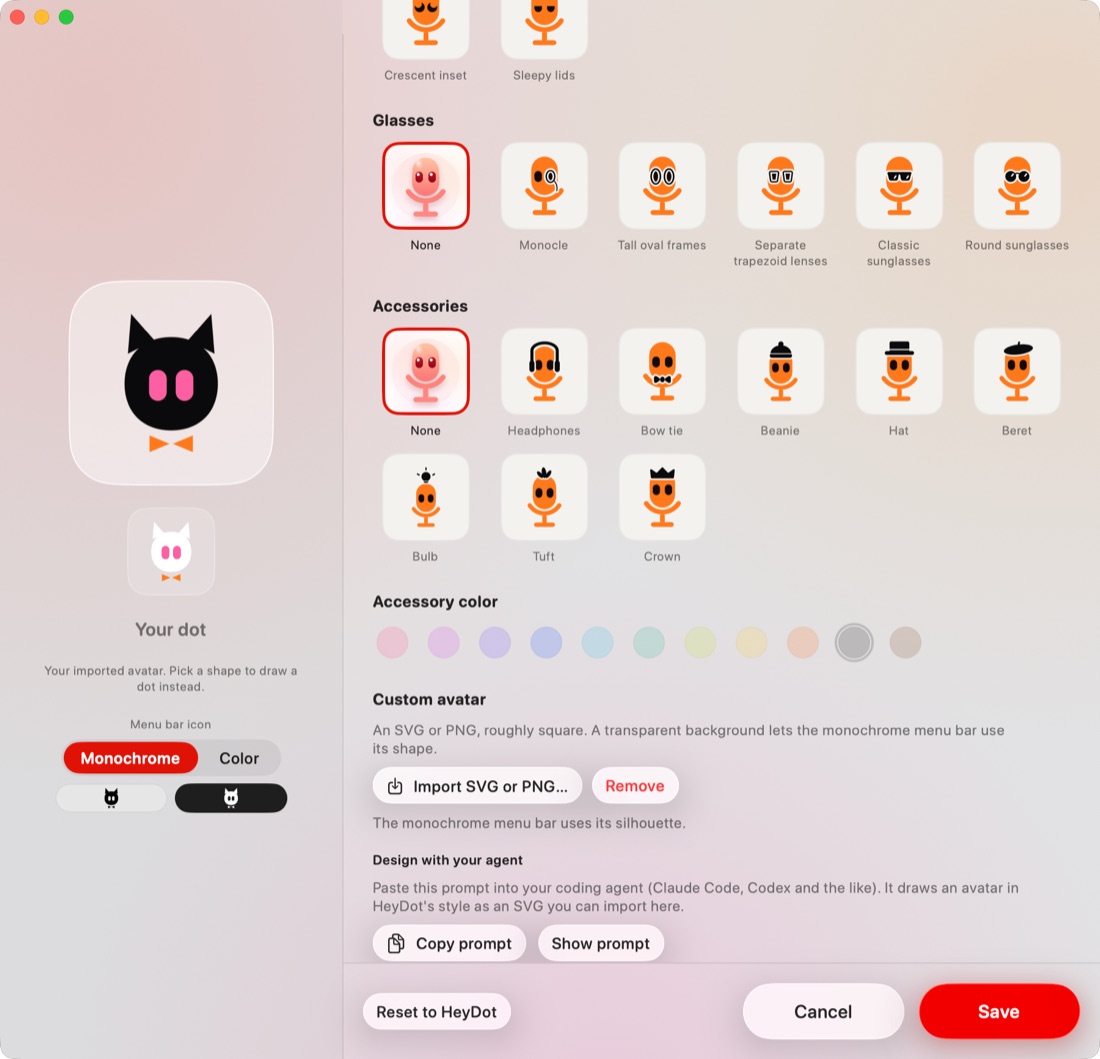 Crescent inset
Sleepy lids
Glasses
None
Monocle
Tall oval frames
Separate
trapezoid lenses
Classic
sunglasses
Round sunglasses
Accessories
None
Headphones
Bow tie
Beanie
Hat
Beret
Bulb
Tuft
Crown
Accessory color
Custom avatar
An SVG or PNG, roughly square. A transparent background lets the monochrome menu bar use
its shape.
Import SVG or PNG...
Remove
The monochrome menu bar uses its silhouette.
Design with your agent
Paste this prompt into your coding agent (Claude Code, Codex and the like). It draws an avatar in
HeyDot's style as an SVG you can import here.
Copy prompt
Show prompt
Your dot
Your imported avatar. Pick a shape to draw a
dot instead.
Menu bar icon
Monochrome
Color
Reset to HeyDot
Cancel
Save